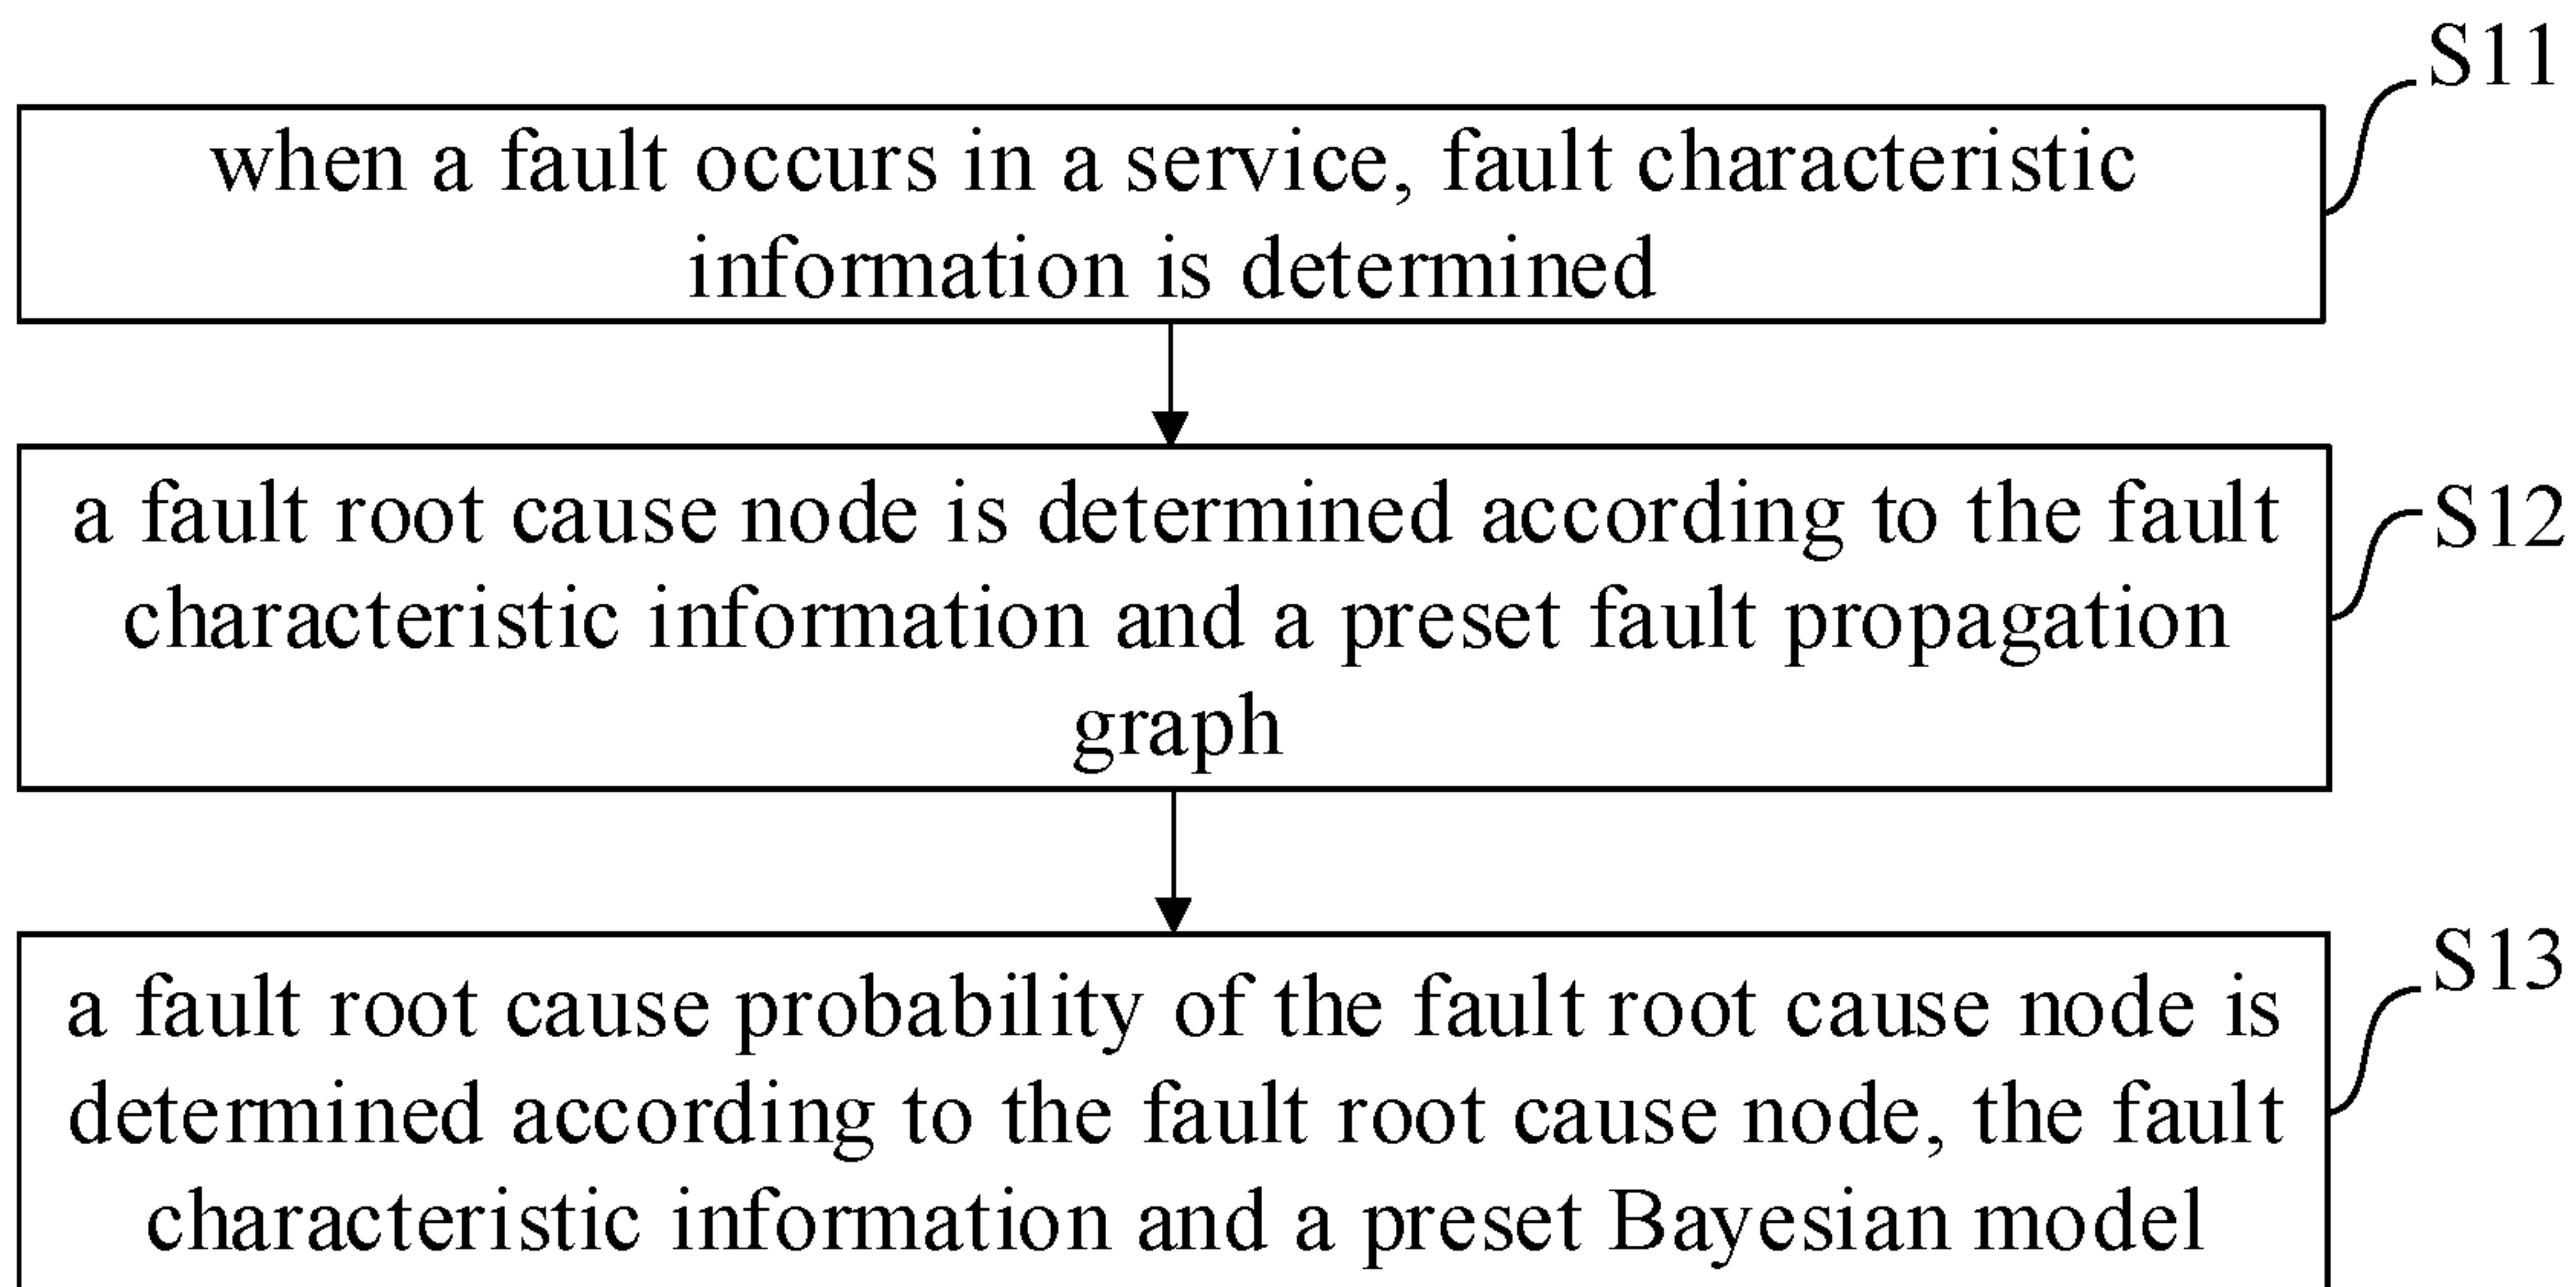 S11
when a fault occurs in a service, fault characteristic
information is determined
a fault root cause node is determined according to the fault
S12
characteristic information and a preset fault propagation
graph
S13
a fault root cause probability of the fault root cause node is
determined according to the fault root cause node, the fault
characteristic information and a preset Bayesian model